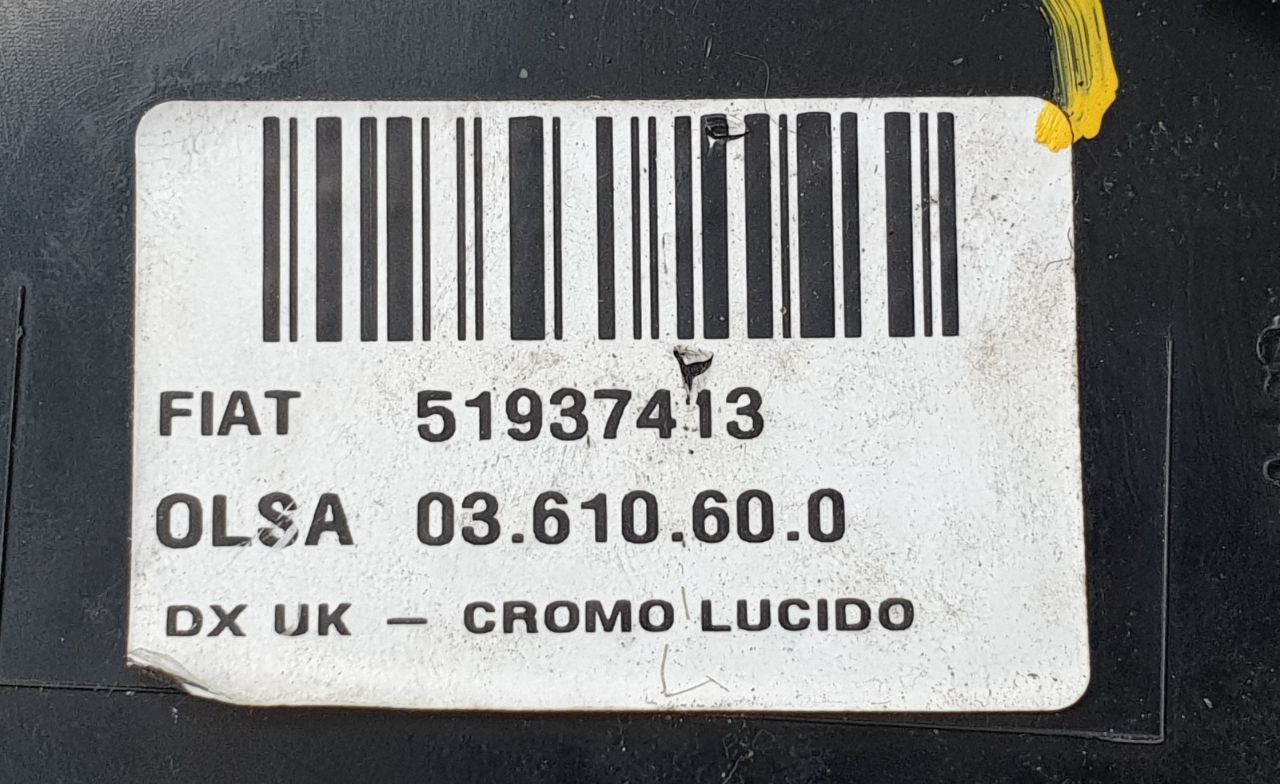 FIAT 51937413
OLSA 03.610.60.0
DX UK – CROMO LUCIDO